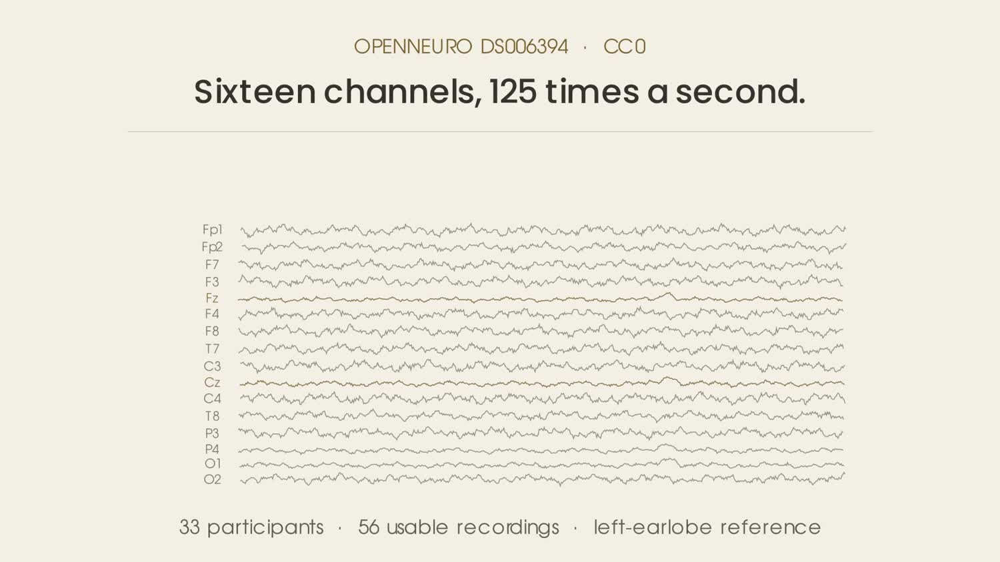 OPENNEURO DS006394 · CC0
Sixteen channels, 125 times a second.
Fp1
Fp2
F7
F3
Fz
F4
F8
T7
C3
Cz
C4
T8
P3
P4
O1
O2
33 participants · 56 usable recordings · left-earlobe reference